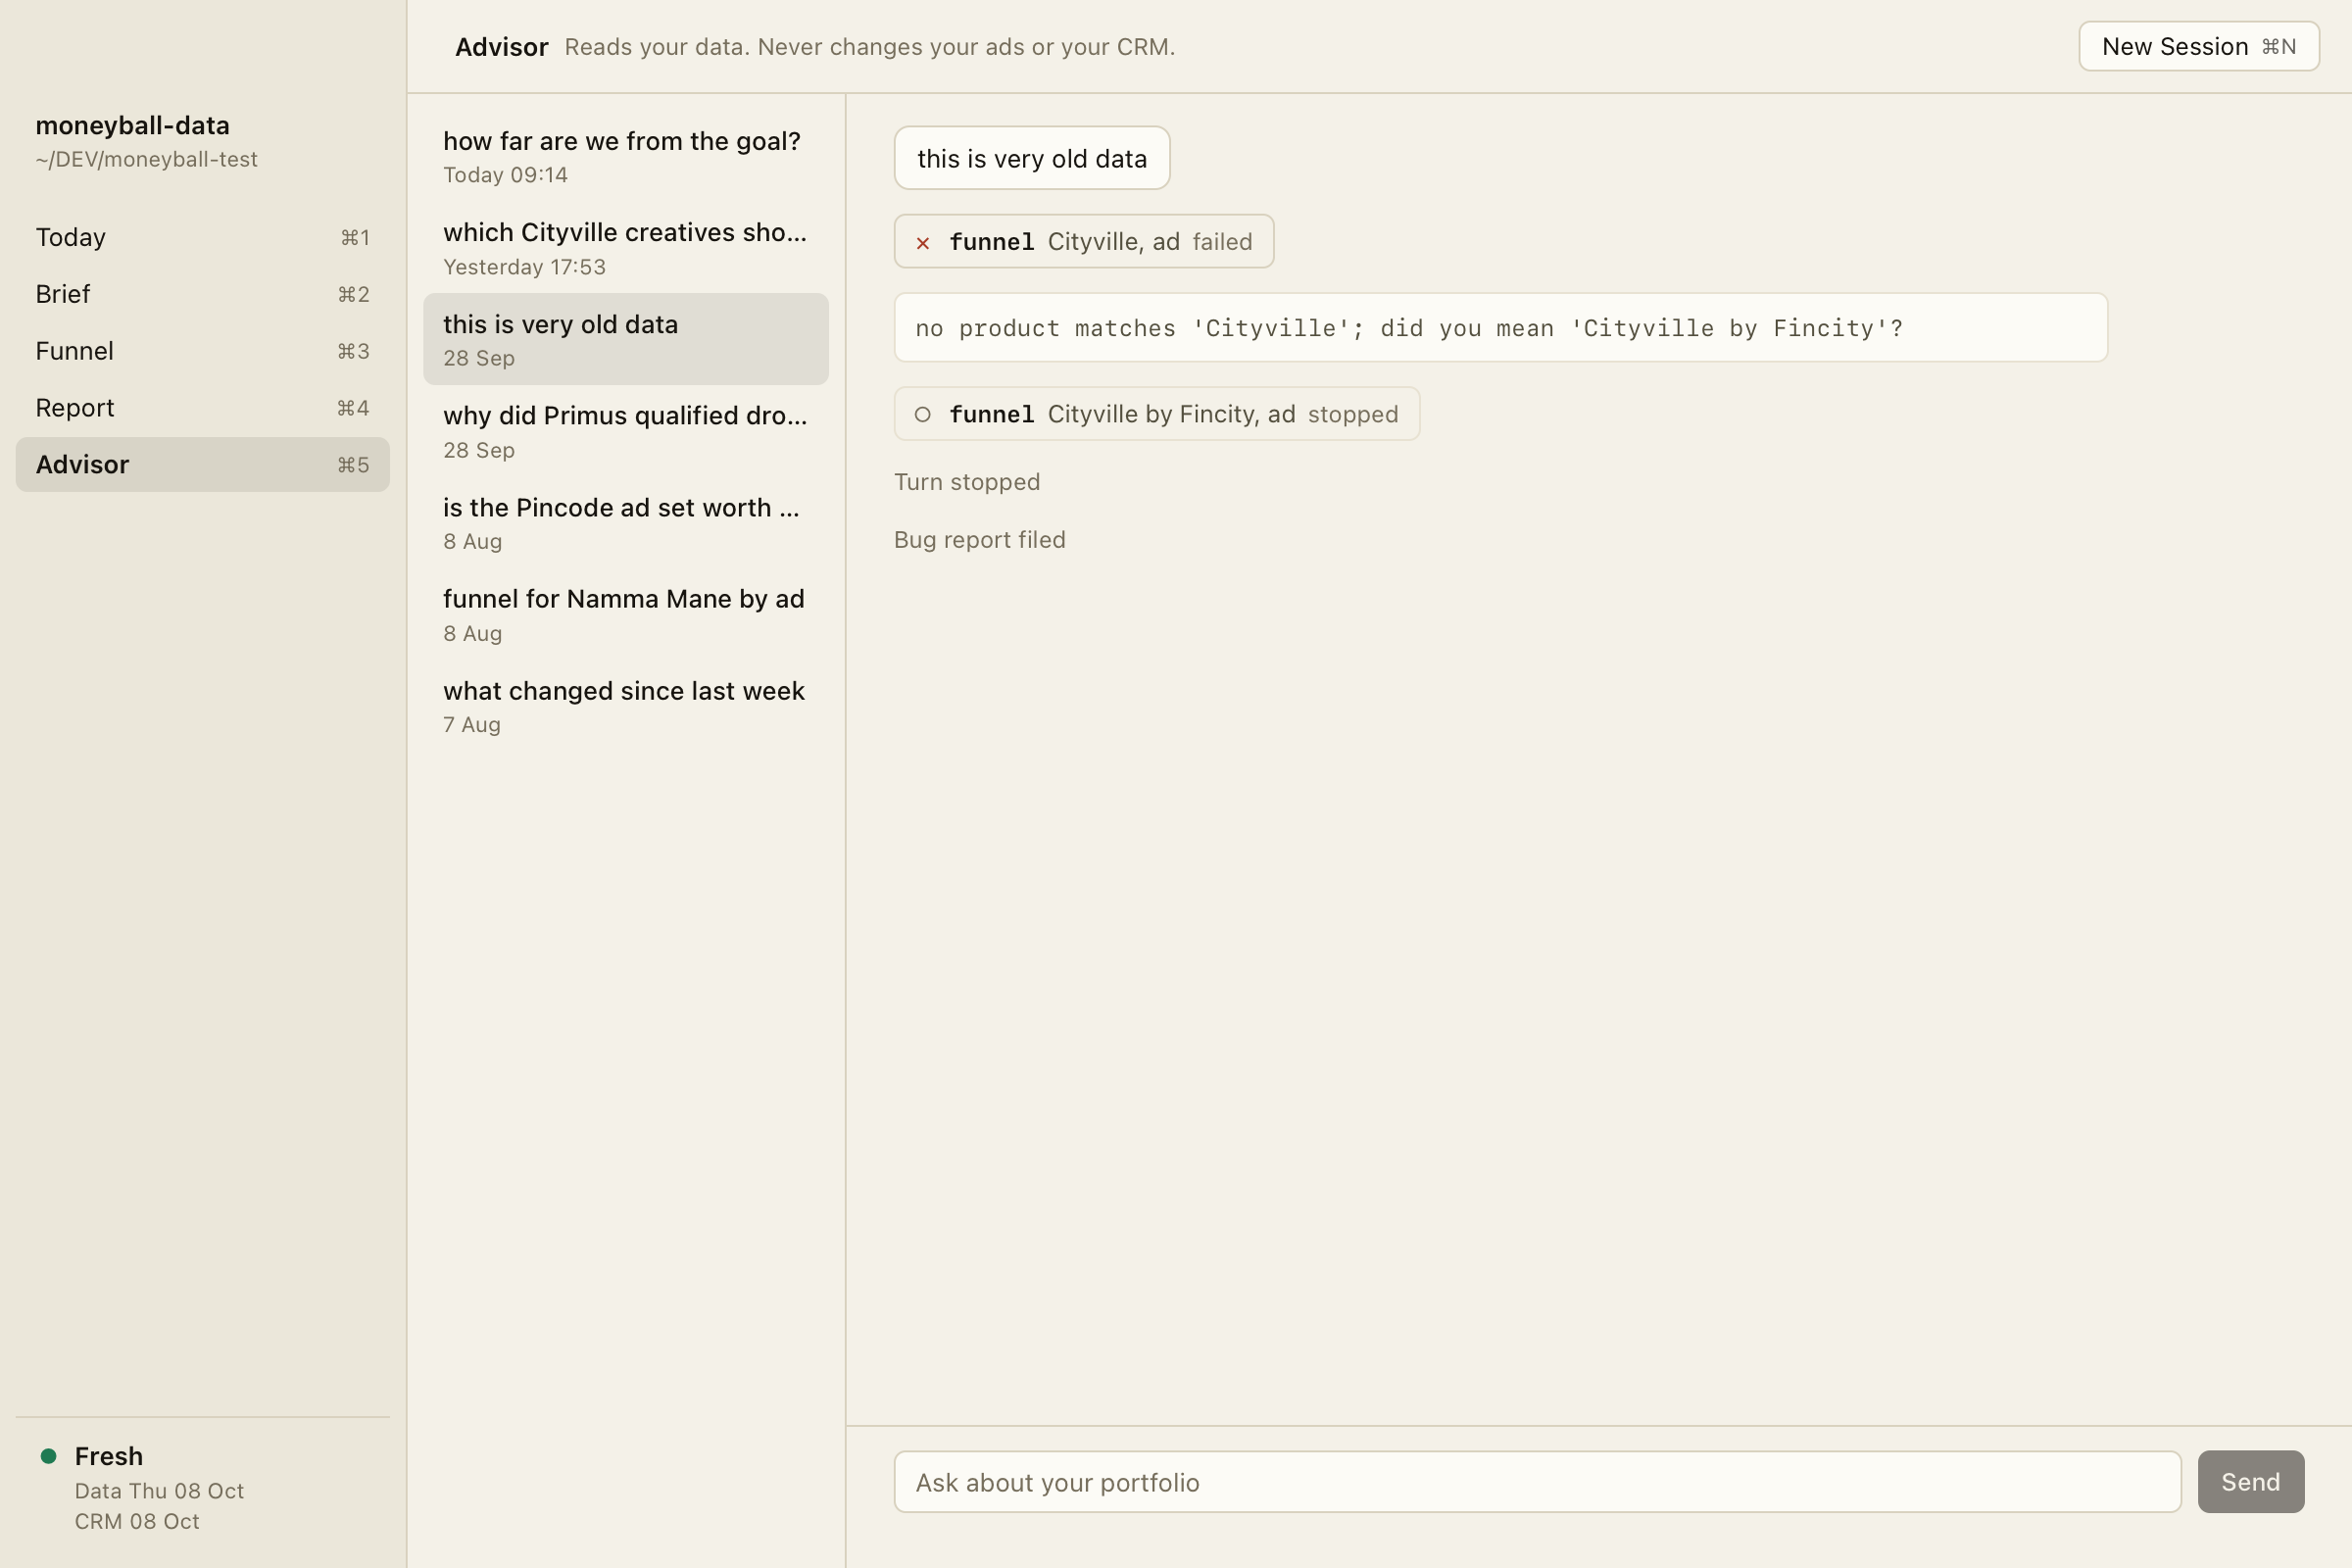 moneyball-data
~/DEV/moneyball-test
Today ⌘1
Brief ⌘2
Funnel ⌘3
Report ⌘4
Advisor ⌘5
Fresh
Data Thu 08 Oct
CRM 08 Oct
Advisor Reads your data. Never changes your ads or your CRM.
New Session ⌘N
how far are we from the goal?
Today 09:14
which Cityville creatives sho...
Yesterday 17:53
this is very old data
28 Sep
why did Primus qualified dro...
28 Sep
is the Pincode ad set worth ...
8 Aug
funnel for Namma Mane by ad
8 Aug
what changed since last week
7 Aug
this is very old data
× funnel Cityville, ad failed
no product matches 'Cityville'; did you mean 'Cityville by Fincity'?
○ funnel Cityville by Fincity, ad stopped
Turn stopped
Bug report filed
Ask about your portfolio
Send